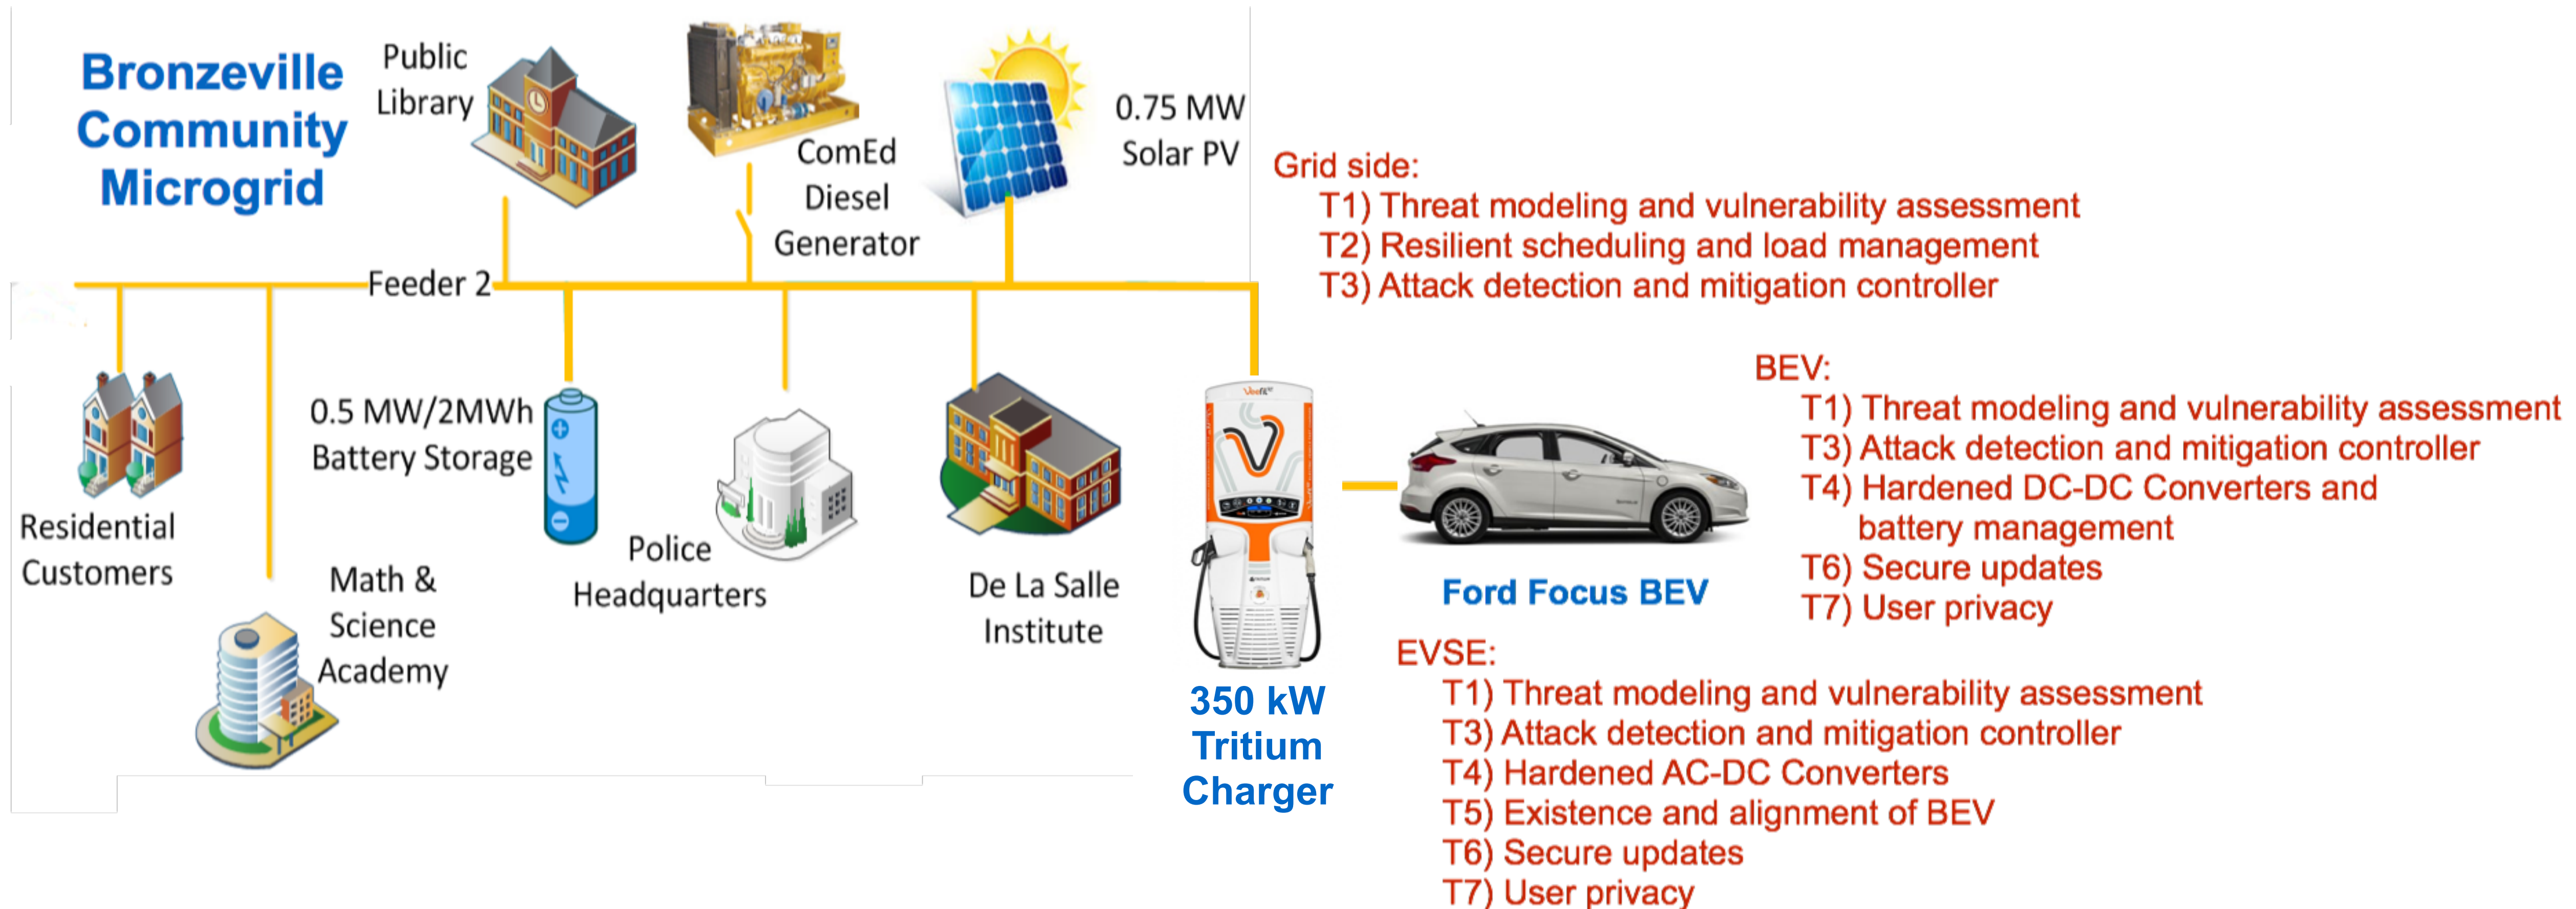 Bronzeville
Community
Microgrid
Public
Library
ComEd
Diesel
Generator
0.75 MW
Solar PV
Feeder 2
Residential
Customers
Math &
Science
Academy
0.5 MW/2MWh
Battery Storage
Police
Headquarters
De La Salle
Institute
350 kW
Tritium
Charger
Ford Focus BEV
Grid side:
T1) Threat modeling and vulnerability assessment
T2) Resilient scheduling and load management
T3) Attack detection and mitigation controller
BEV:
T1) Threat modeling and vulnerability assessment
T3) Attack detection and mitigation controller
T4) Hardened DC-DC Converters and
battery management
T6) Secure updates
T7) User privacy
EVSE:
T1) Threat modeling and vulnerability assessment
T3) Attack detection and mitigation controller
T4) Hardened AC-DC Converters
T5) Existence and alignment of BEV
T6) Secure updates
T7) User privacy